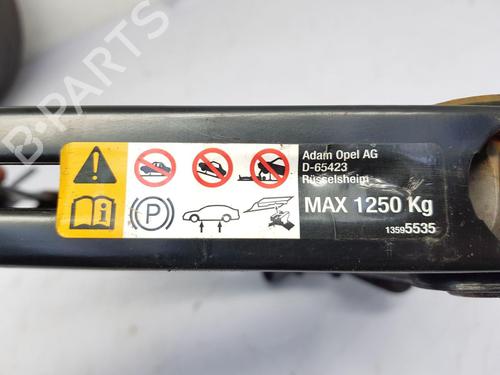 B-PARTS
Adam Opel AG
D-65423
Rüsselsheim
MAX 1250 Kg
P
13595535